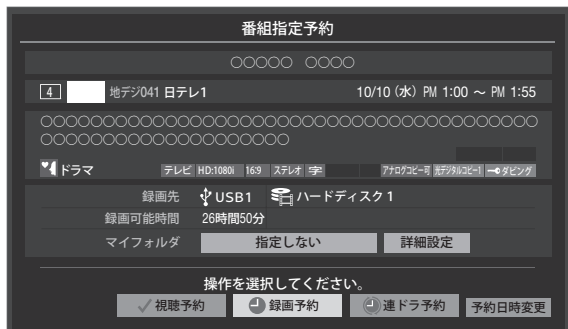 番組指定予約
○○○○○ ○○○○
4 地デジ041 日テレ1 10/10 (水) PM 1:00 ～ PM 1:55
○○○○○○○○○○○○○○○○○○○○○○○○○○○○○○○○○○○○○○○○
○○○○○○○○○○○○○○○○○○○○
ドラマ テレビ HD:1080i 16:9 ステレオ 字 アナログコピー可 光デジタルコピー1 ダビング
録画先 USB1 ハードディスク1
録画可能時間 26時間50分
マイフォルダ 指定しない 詳細設定
操作を選択してください。
視聴予約 録画予約 連ドラ予約 予約日時変更